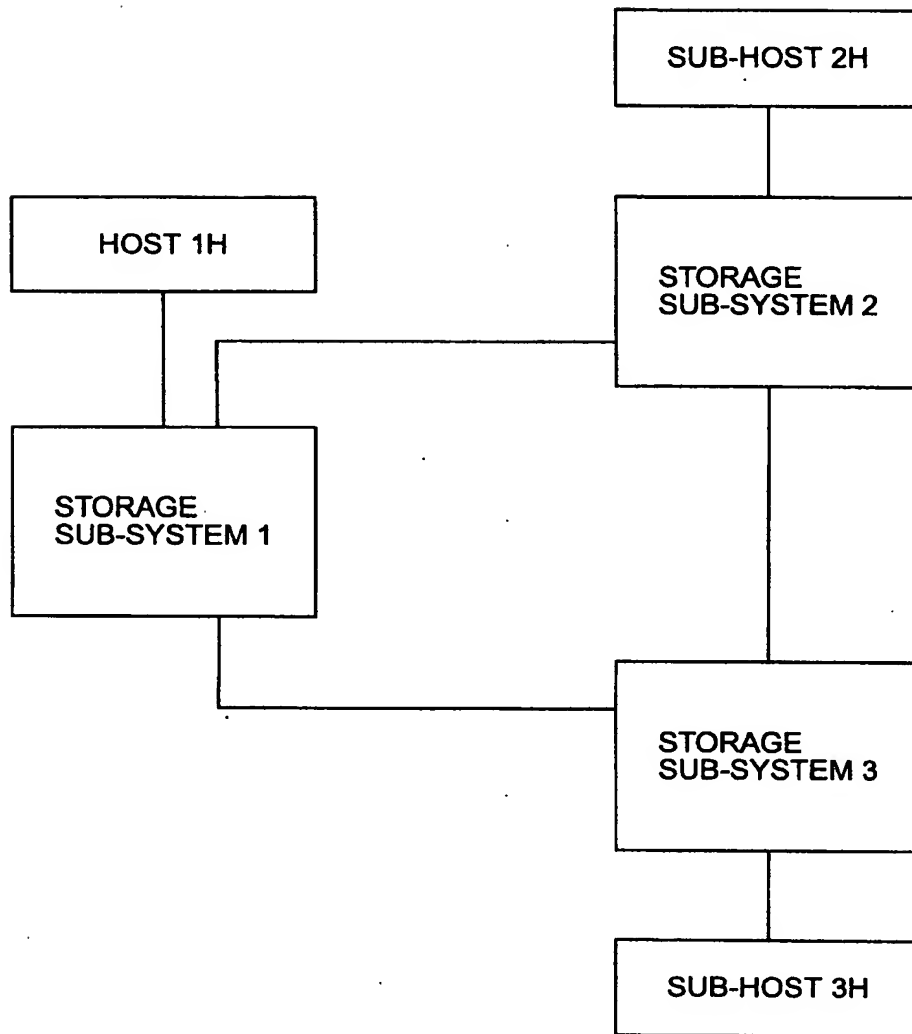 SUB-HOST 2H
HOST 1H
STORAGE
SUB-SYSTEM 2
STORAGE
SUB-SYSTEM 1
STORAGE
SUB-SYSTEM 3
SUB-HOST 3H